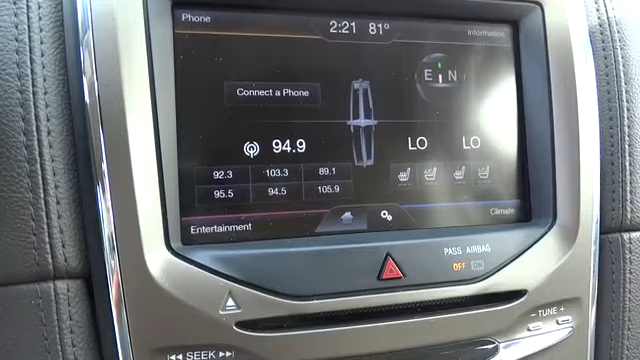 Phone 2:21 81° Information
E N
Connect a Phone
94.9 LO LO
92.3 103.3 89.1
95.5 94.5 105.9
Entertainment Climate
PASS AIRBAG
OFF ON
− TUNE +
SEEK